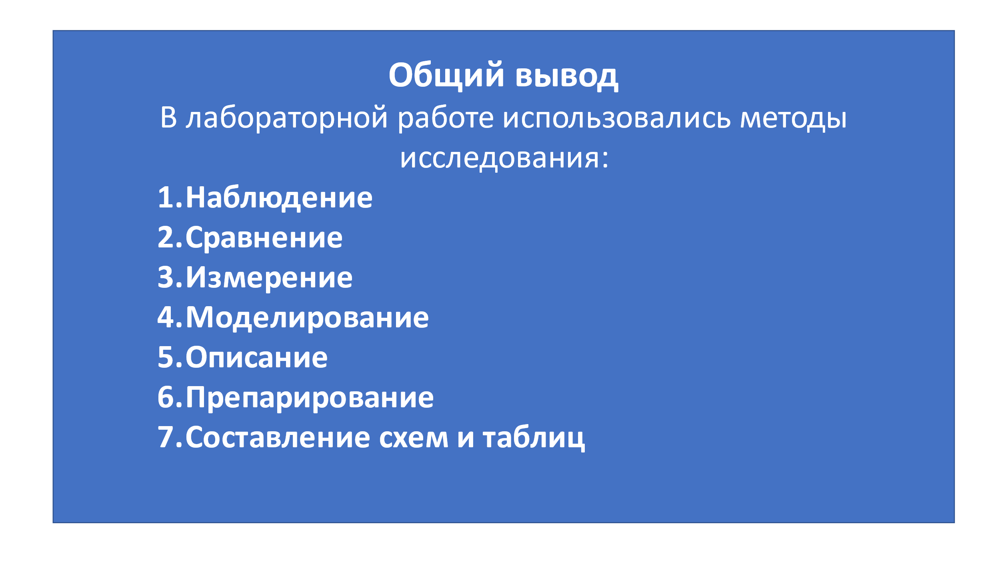 Общий вывод
В лабораторной работе использовались методы
исследования:
1. Наблюдение
2. Сравнение
3. Измерение
4. Моделирование
5. Описание
6. Препарирование
7. Составление схем и таблиц